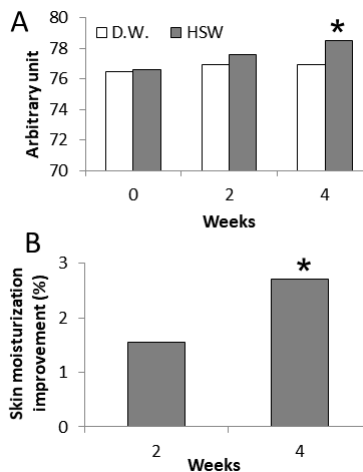 A
D.W. HSW
*
80
78
76
74
72
70
Arbitrary unit
0 2 4
Weeks
B
*
3
2
1
0
Skin moisturization
improvement (%)
2 4
Weeks